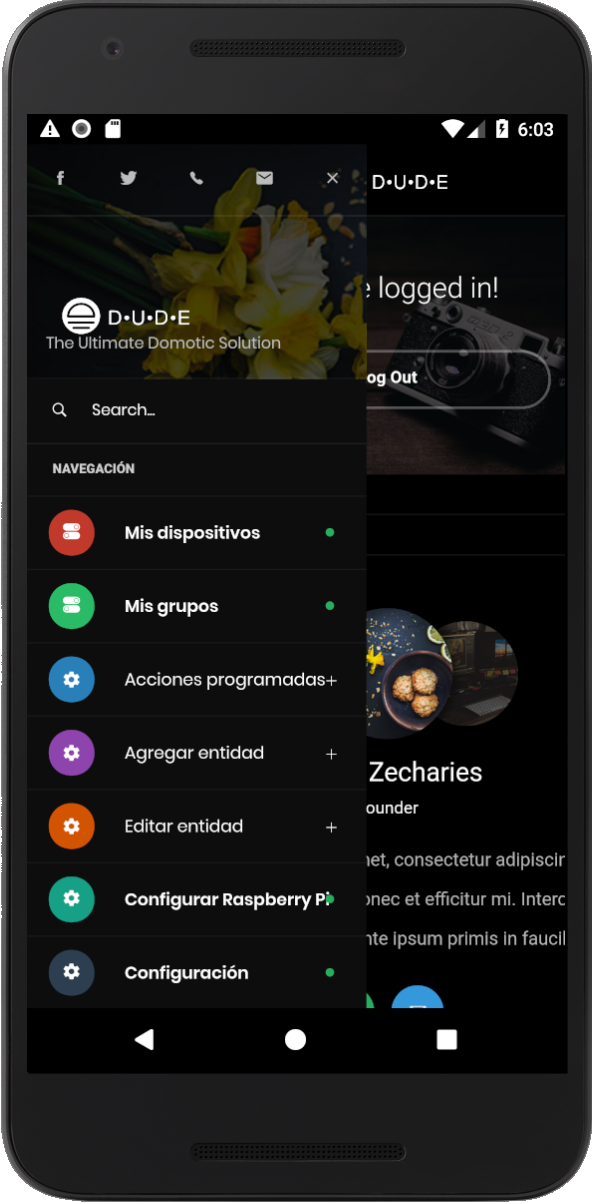 6:03
D•U•D•E
e logged in!
D•U•D•E
The Ultimate Domotic Solution
og Out
Search...
NAVEGACIÓN
Mis dispositivos
Mis grupos
Acciones programadas+
Agregar entidad +
Zecharies
ounder
Editar entidad +
net, consectetur adipiscin
Configurar Raspberry Pi
onec et efficitur mi. Interd
nte ipsum primis in faucil
Configuración